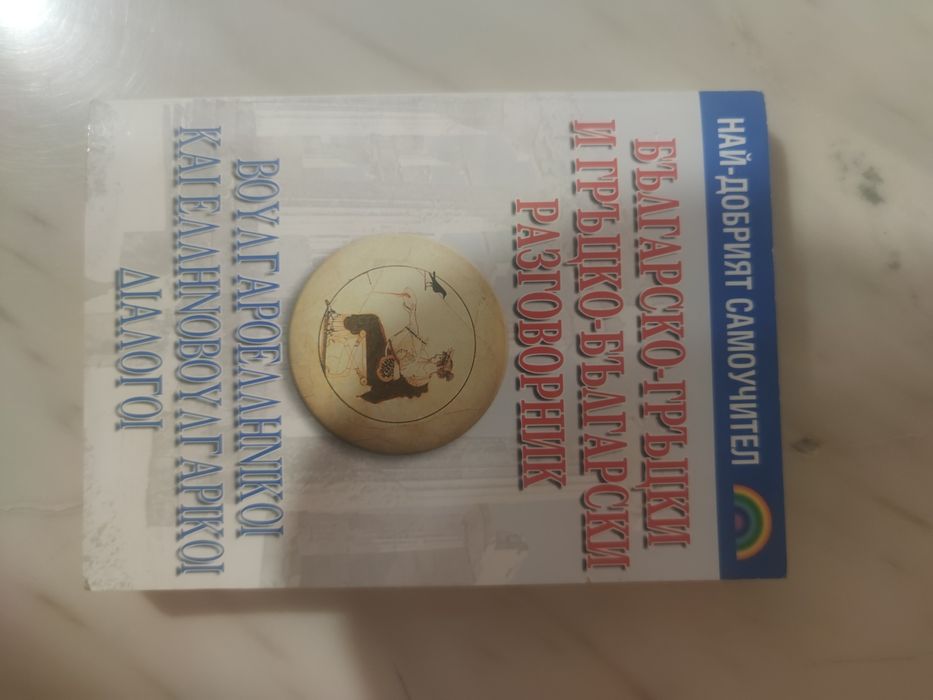 НАЙ-ДОБРИЯТ САМОУЧИТЕЛ
БЪЛГАРСКО-ГРЪЦКИ
И ГРЪЦКО-БЪЛГАРСКИ
РАЗГОВОРНИК
ΒΟΥΛΓΑΡΟΕΛΛΗΝΙΚΟΙ
ΚΑΙ ΕΛΛΗΝΟΒΟΥΛΓΑΡΙΚΟΙ
ΔΙΑΛΟΓΟΙ